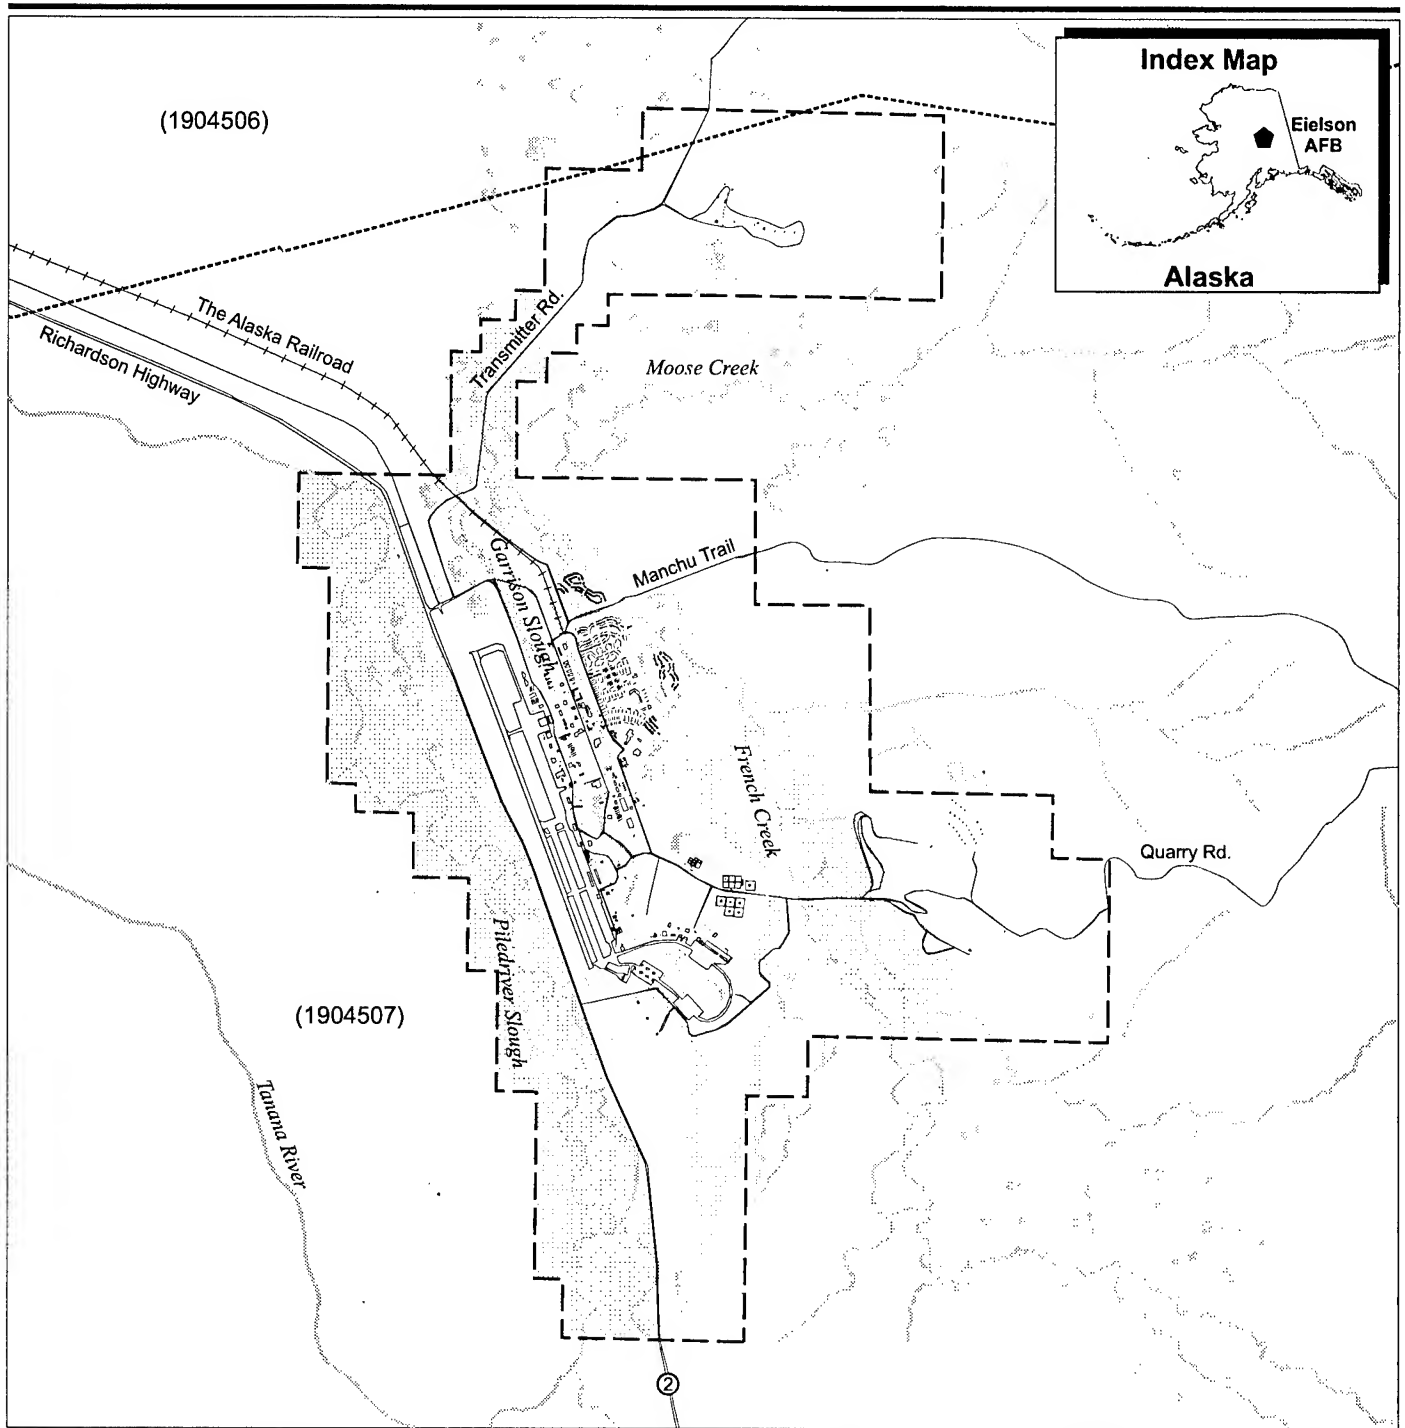 Index Map
Eielson
AFB
Alaska
(1904506)
The Alaska Railroad
Richardson Highway
Transmitter Rd.
Moose Creek
Garrison Slough
Manchu Trail
French Creek
Quarry Rd.
Piledriver Slough
(1904507)
Tanana River
2